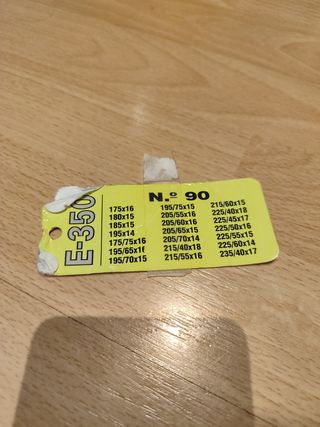 E-350
N.º 90
175x16
180x15
185x15
195x14
175/75x16
195/65x16
195/70x15
195/75x15
205/55x16
205/60x16
205/65x15
205/70x14
215/40x18
215/55x16
215/60x15
225/40x18
225/45x17
225/50x16
225/55x15
225/60x14
235/40x17